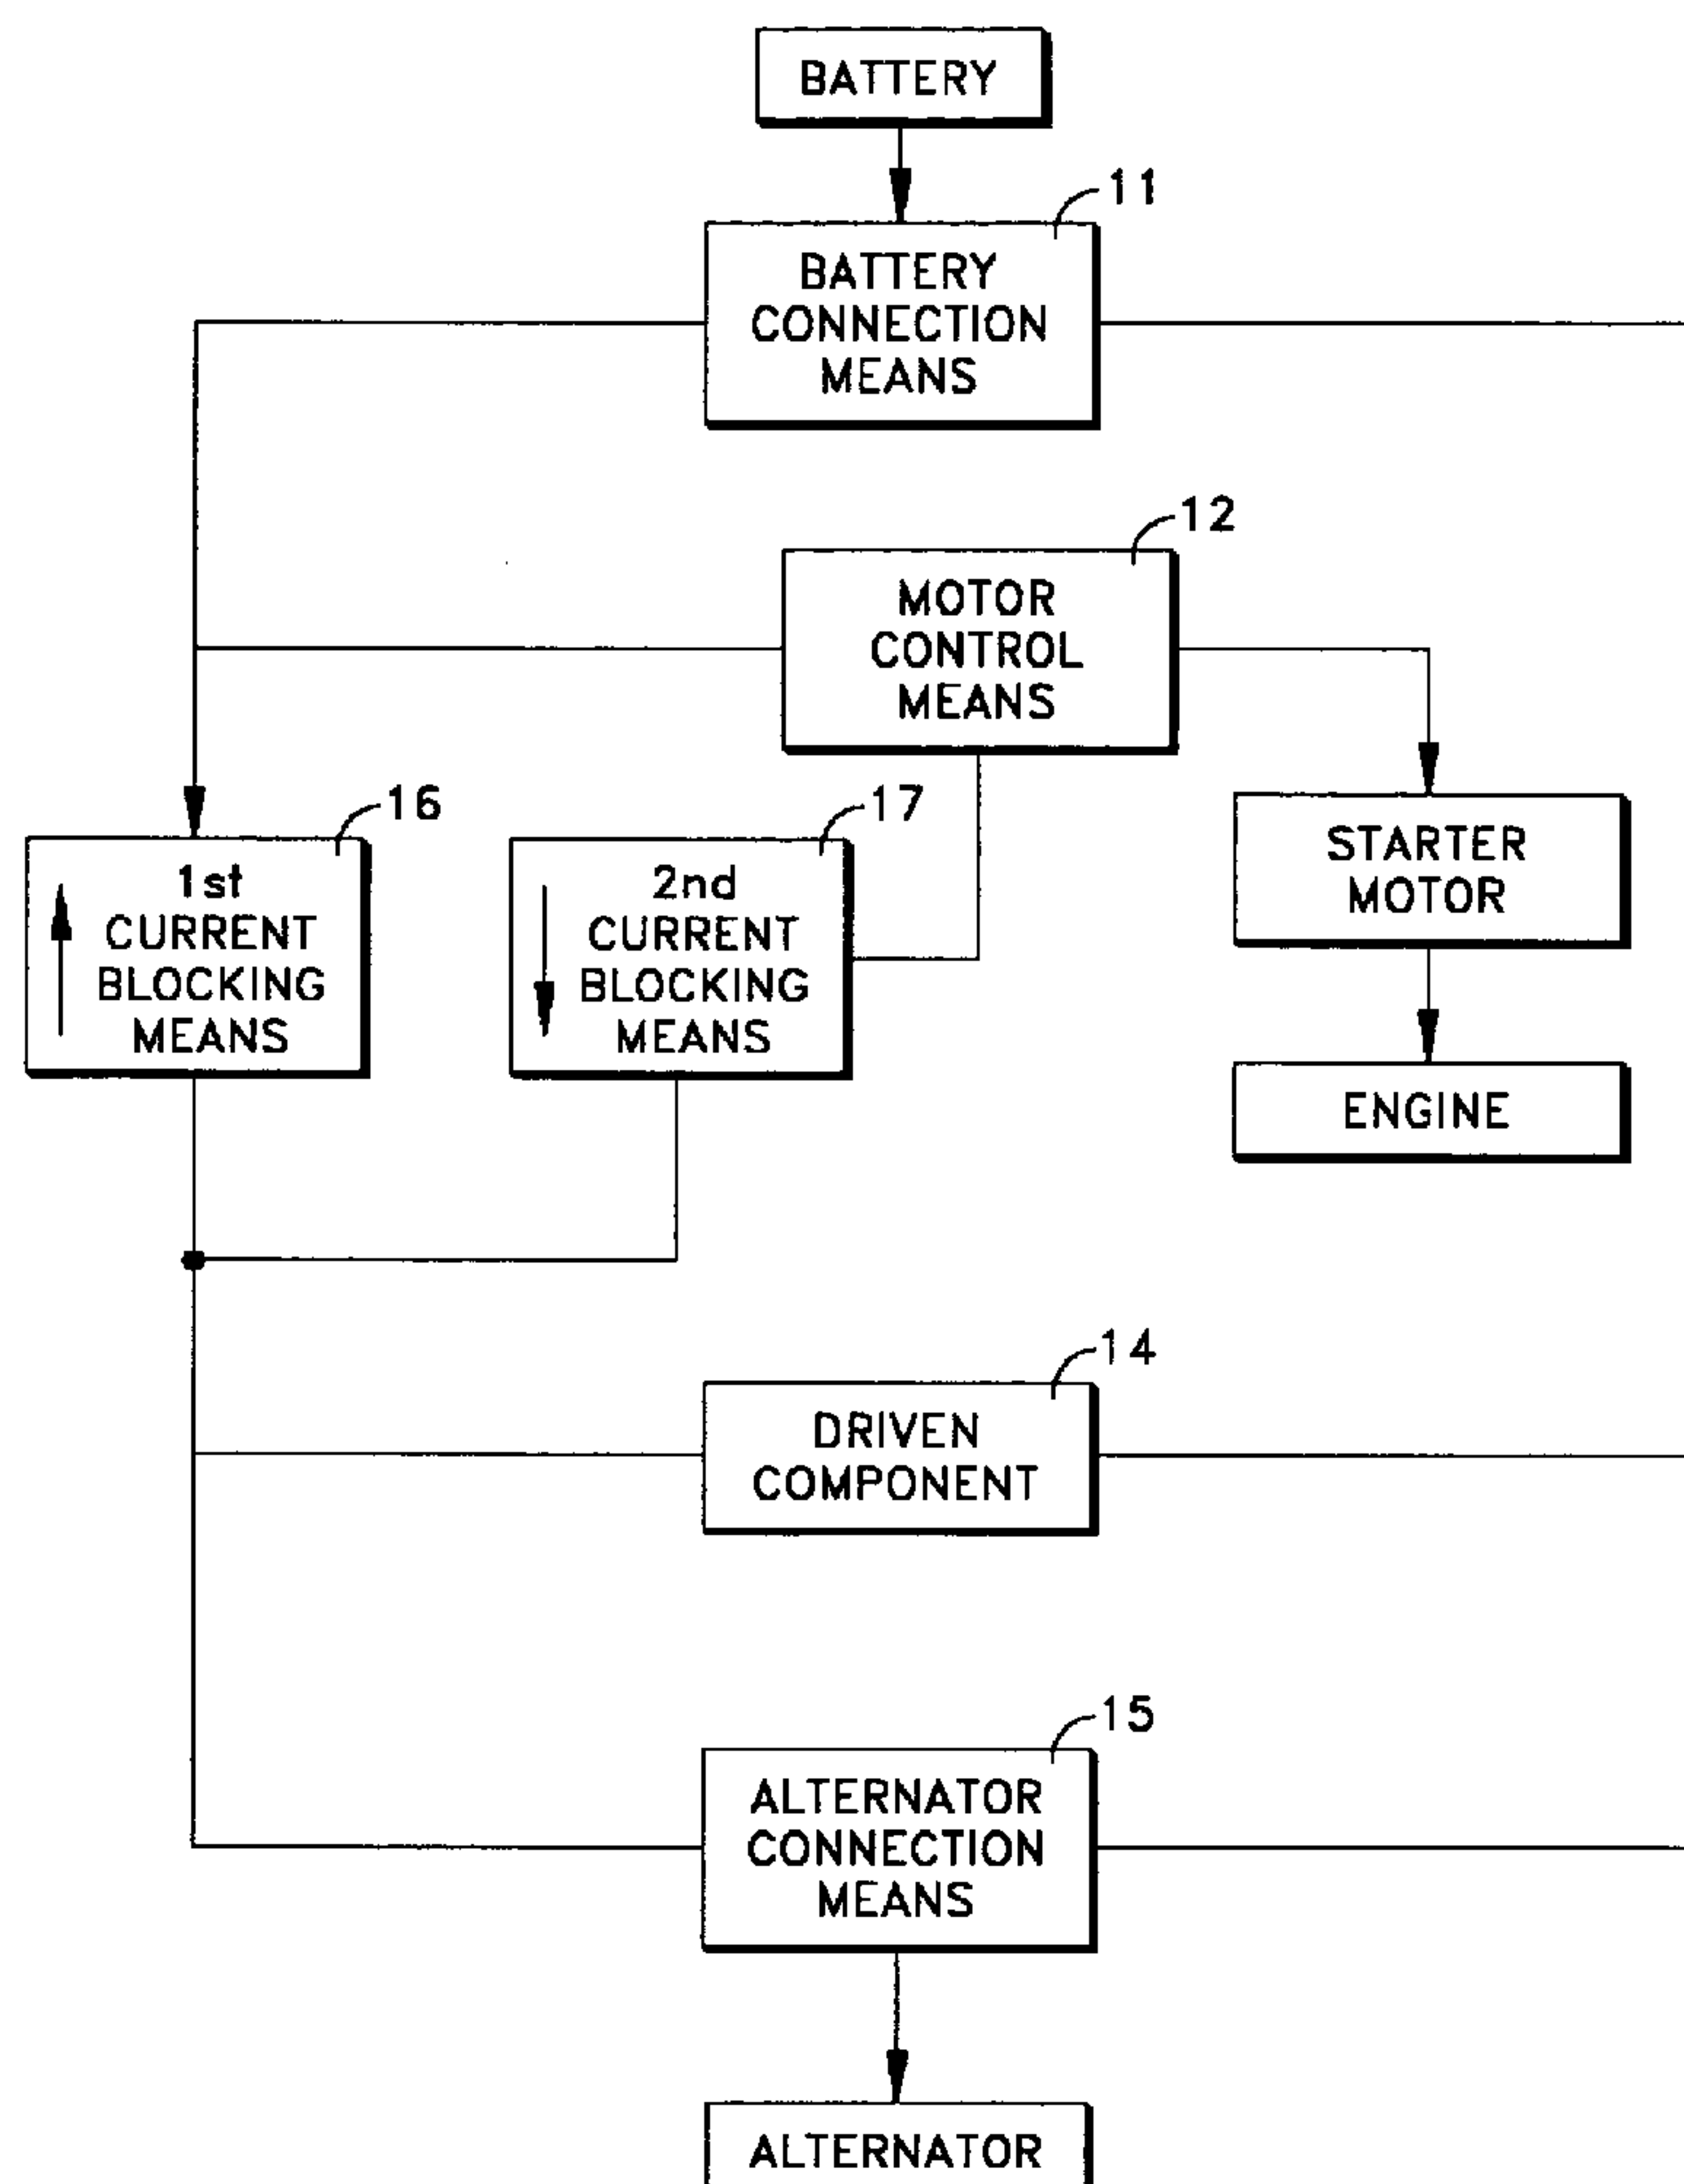 BATTERY
11
BATTERY
CONNECTION
MEANS
12
MOTOR
CONTROL
MEANS
16
1st
CURRENT
BLOCKING
MEANS
17
2nd
CURRENT
BLOCKING
MEANS
STARTER
MOTOR
ENGINE
14
DRIVEN
COMPONENT
15
ALTERNATOR
CONNECTION
MEANS
ALTERNATOR